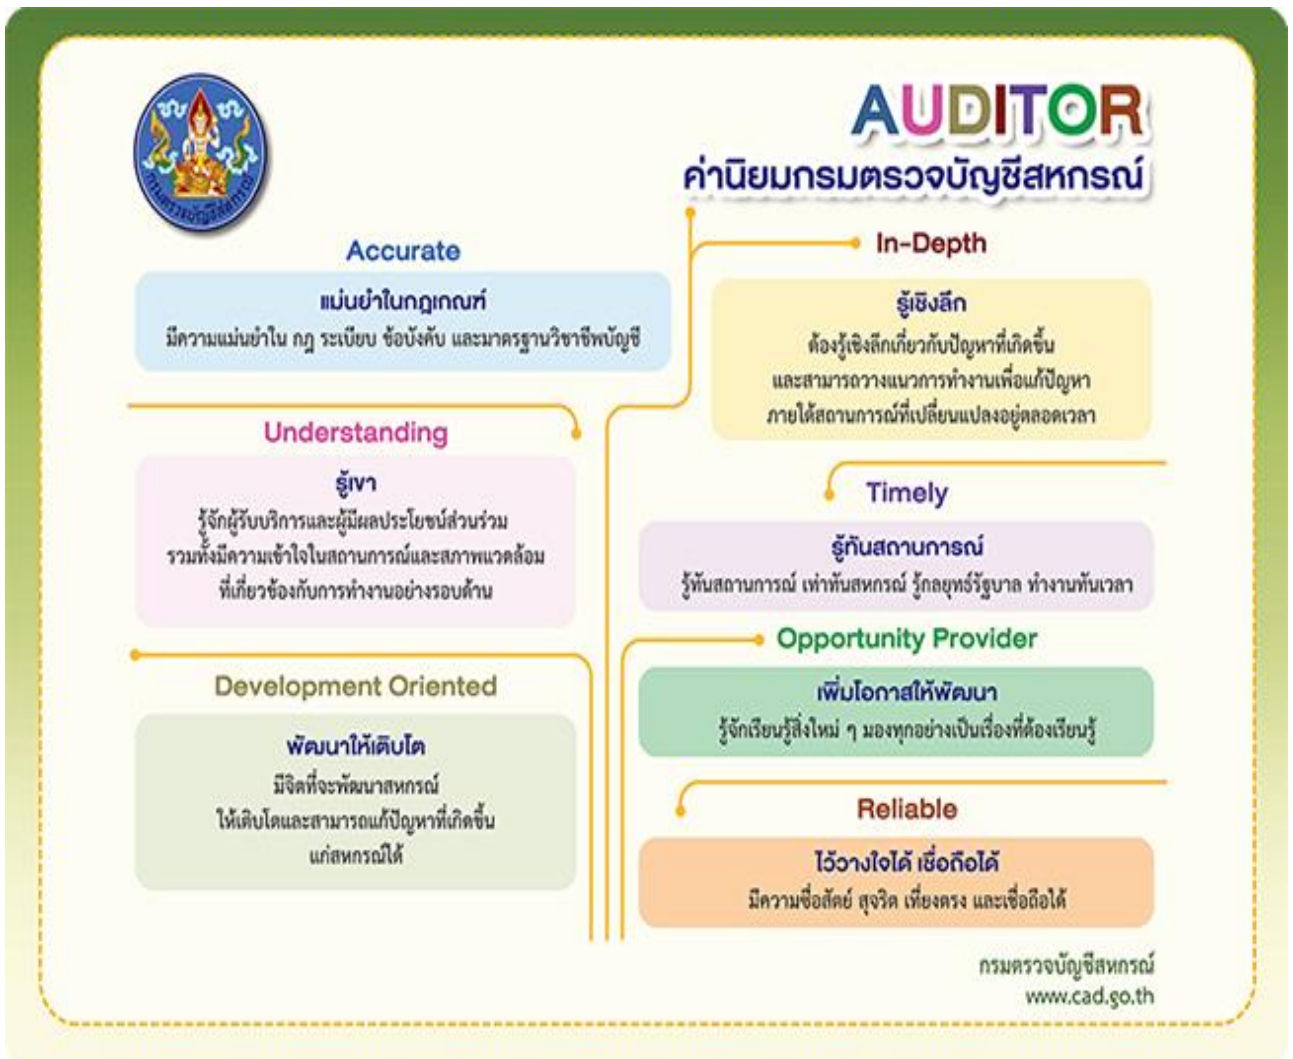 กรมตรวจบัญชีสหกรณ์
AUDITOR
ค่านิยมกรมตรวจบัญชีสหกรณ์
Accurate
แม่นยำในกฎเกณฑ์
มีความแม่นยำใน กฎ ระเบียบ ข้อบังคับ และมาตรฐานวิชาชีพบัญชี
Understanding
รู้เขา
รู้จักผู้รับบริการและผู้มีผลประโยชน์ส่วนร่วม
รวมทั้งมีความเข้าใจในสถานการณ์และสภาพแวดล้อม
ที่เกี่ยวข้องกับการทำงานอย่างรอบด้าน
Development Oriented
พัฒนาให้เติบโต
มีจิตที่จะพัฒนาสหกรณ์
ให้เติบโตและสามารถแก้ปัญหาที่เกิดขึ้น
แก่สหกรณ์ได้
In-Depth
รู้เชิงลึก
ต้องรู้เชิงลึกเกี่ยวกับปัญหาที่เกิดขึ้น
และสามารถวางแนวการทำงานเพื่อแก้ปัญหา
ภายใต้สถานการณ์ที่เปลี่ยนแปลงอยู่ตลอดเวลา
Timely
รู้ทันสถานการณ์
รู้ทันสถานการณ์ เท่าทันสหกรณ์ รู้กลยุทธ์รัฐบาล ทำงานทันเวลา
Opportunity Provider
เพิ่มโอกาสให้พัฒนา
รู้จักเรียนรู้สิ่งใหม่ ๆ มองทุกอย่างเป็นเรื่องที่ต้องเรียนรู้
Reliable
ไว้วางใจได้ เชื่อถือได้
มีความซื่อสัตย์ สุจริต เที่ยงตรง และเชื่อถือได้
กรมตรวจบัญชีสหกรณ์
www.cad.go.th